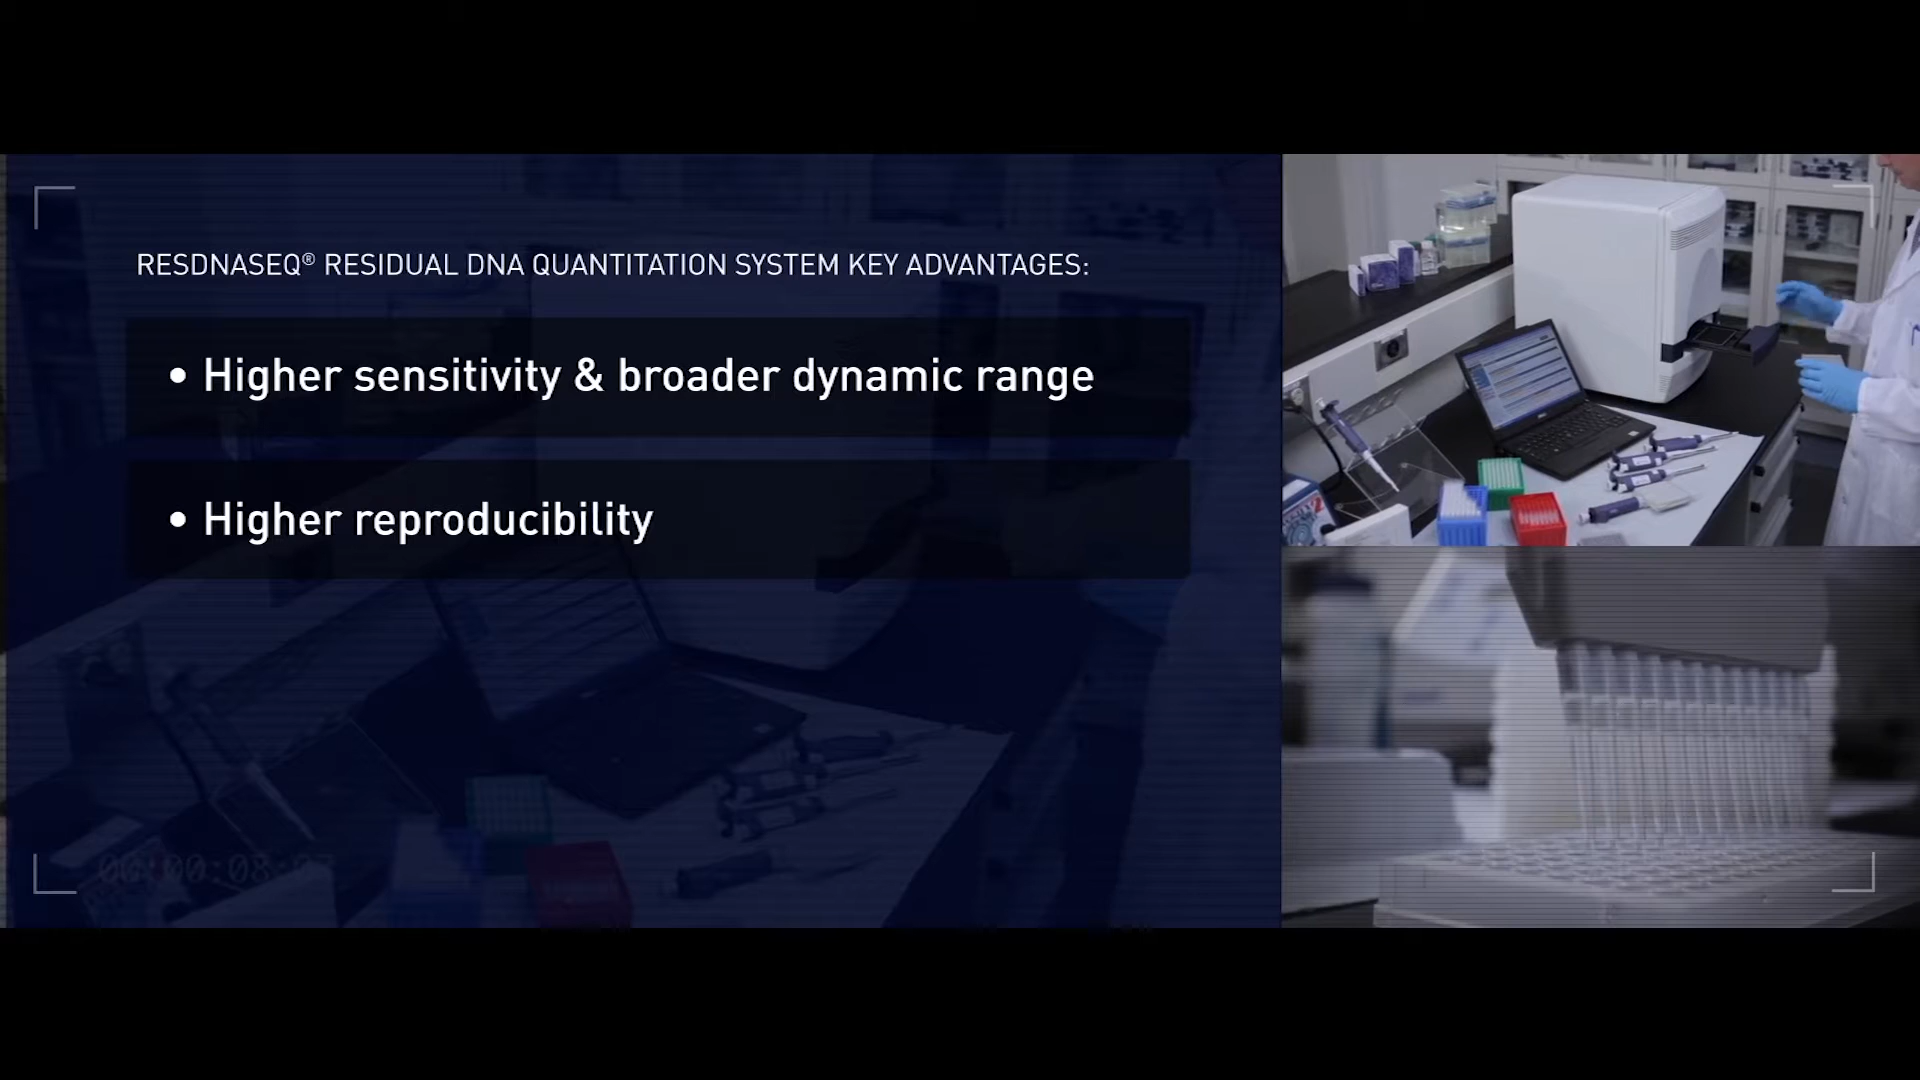 RESDNASEQ® RESIDUAL DNA QUANTITATION SYSTEM KEY ADVANTAGES:
• Higher sensitivity & broader dynamic range
• Higher reproducibility